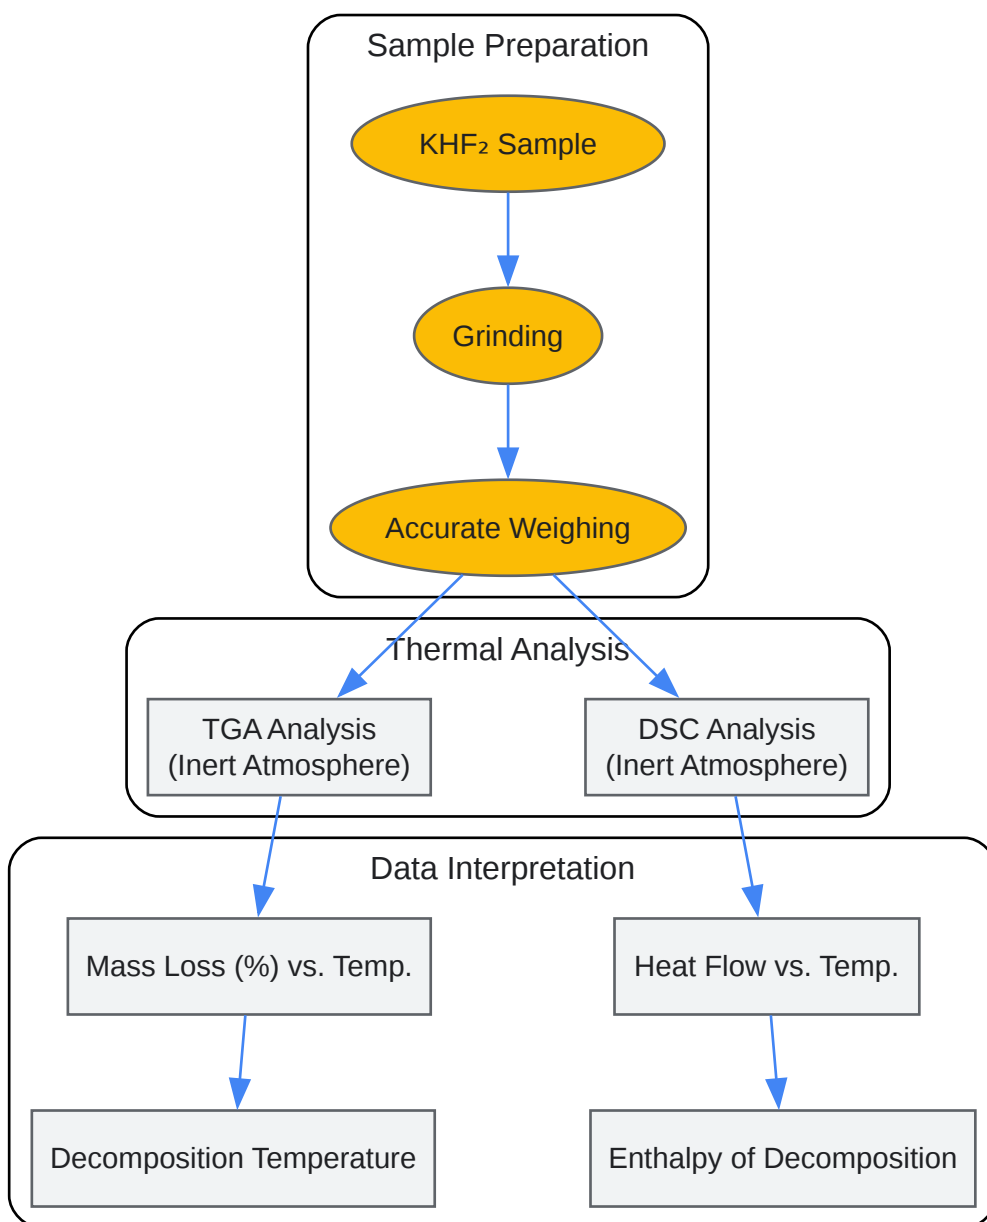 Sample Preparation
KHF₂ Sample
Grinding
Accurate Weighing
Thermal Analysis
TGA Analysis
(Inert Atmosphere)
DSC Analysis
(Inert Atmosphere)
Data Interpretation
Mass Loss (%) vs. Temp.
Heat Flow vs. Temp.
Decomposition Temperature
Enthalpy of Decomposition